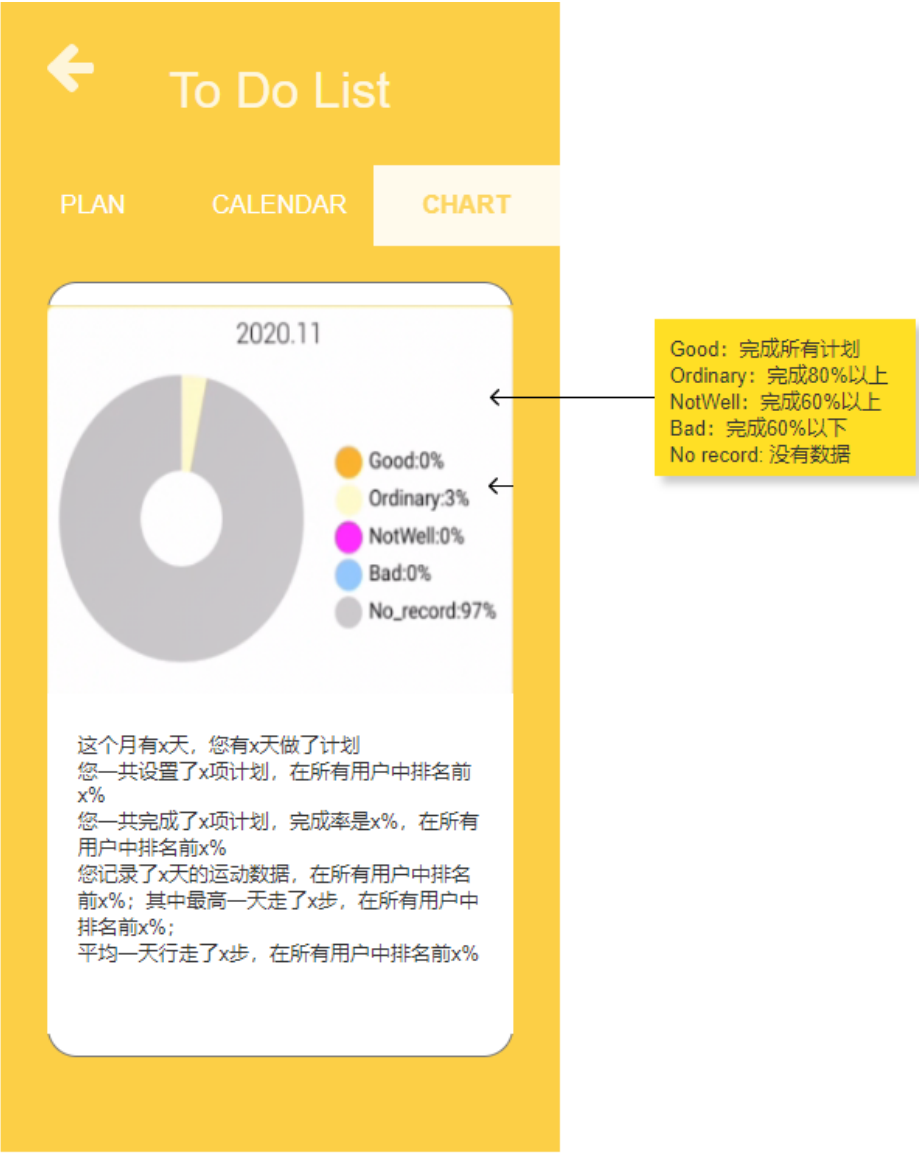 To Do List
PLAN
CALENDAR
CHART
2020.11
Good:0%
Ordinary:3%
NotWell:0%
Bad:0%
No_record:97%
Good：完成所有计划
Ordinary：完成80%以上
NotWell：完成60%以上
Bad：完成60%以下
No record: 没有数据
这个月有x天，您有x天做了计划
您一共设置了x项计划，在所有用户中排名前
x%
您一共完成了x项计划，完成率是x%，在所有
用户中排名前x%
您记录了x天的运动数据，在所有用户中排名
前x%；其中最高一天走了x步，在所有用户中
排名前x%；
平均一天行走了x步，在所有用户中排名前x%